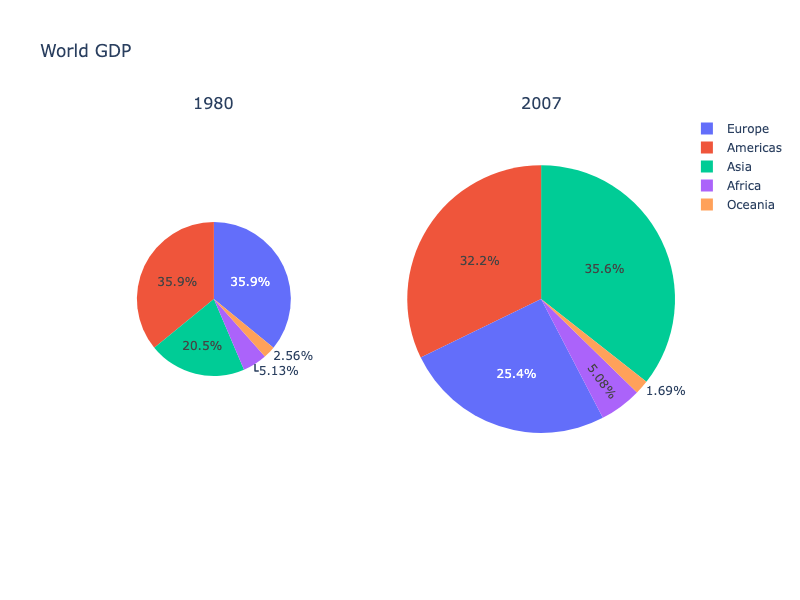 World GDP
1980
2007
Europe
Americas
Asia
Africa
Oceania
35.9%
35.9%
20.5%
2.56%
5.13%
32.2%
35.6%
25.4%
5.08%
1.69%